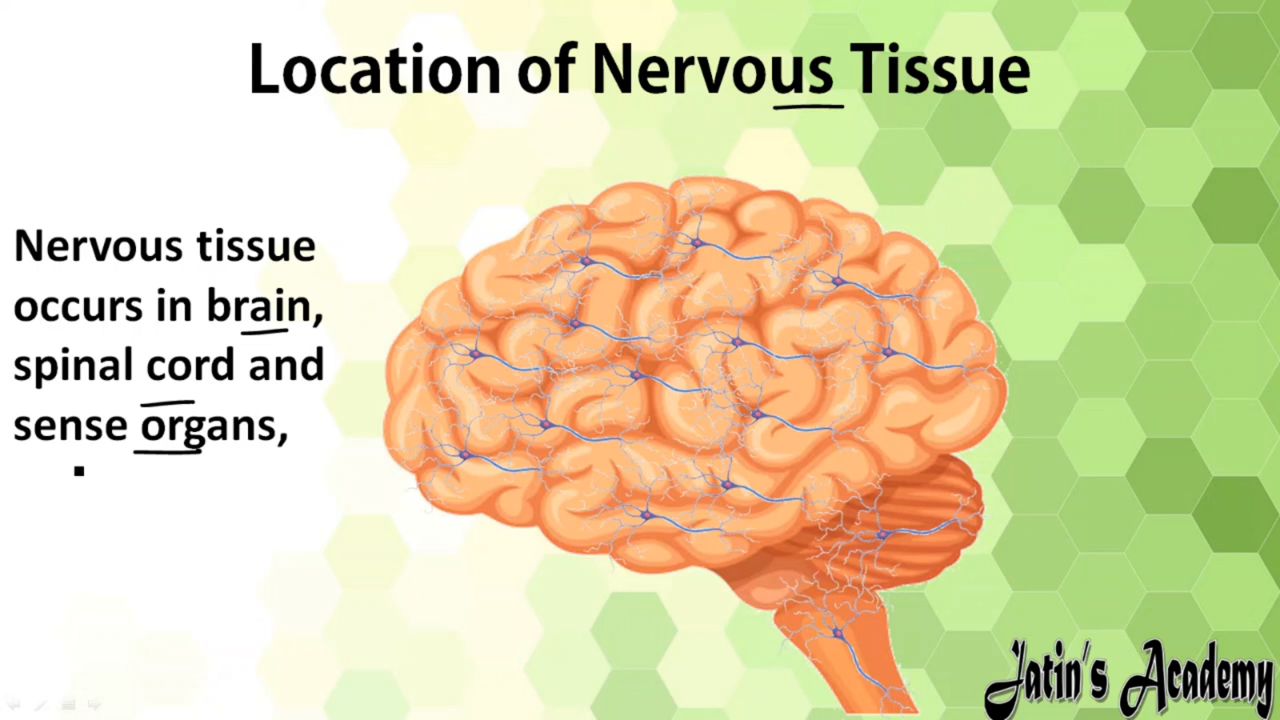 Location of Nervous Tissue
Nervous tissue
occurs in brain,
spinal cord and
sense organs,
Jatin's Academy